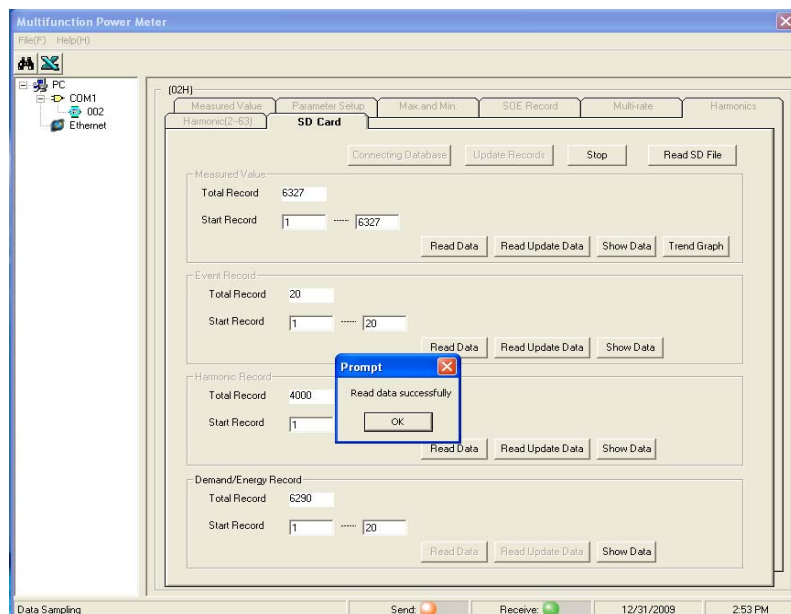 Multifunction Power Meter
File(F) Help(H)
PC
COM1
002
Ethernet
(02H)
Measured Value Parameter Setup Max.and Min. SOE Record Multi-rate Harmonics
Harmonic(2~63) SD Card
Connecting Database Update Records Stop Read SD File
Measured Value
Total Record 6327
Start Record 1 ----- 6327
Read Data Read Update Data Show Data Trend Graph
Event Record
Total Record 20
Start Record 1 ----- 20
Read Data Read Update Data Show Data
Prompt
Read data successfully
OK
Harmonic Record
Total Record 4000
Start Record 1
Read Data Read Update Data Show Data
Demand/Energy Record
Total Record 6290
Start Record 1 ----- 20
Read Data Read Update Data Show Data
Data Sampling Send: Receive: 12/31/2009 2:53 PM